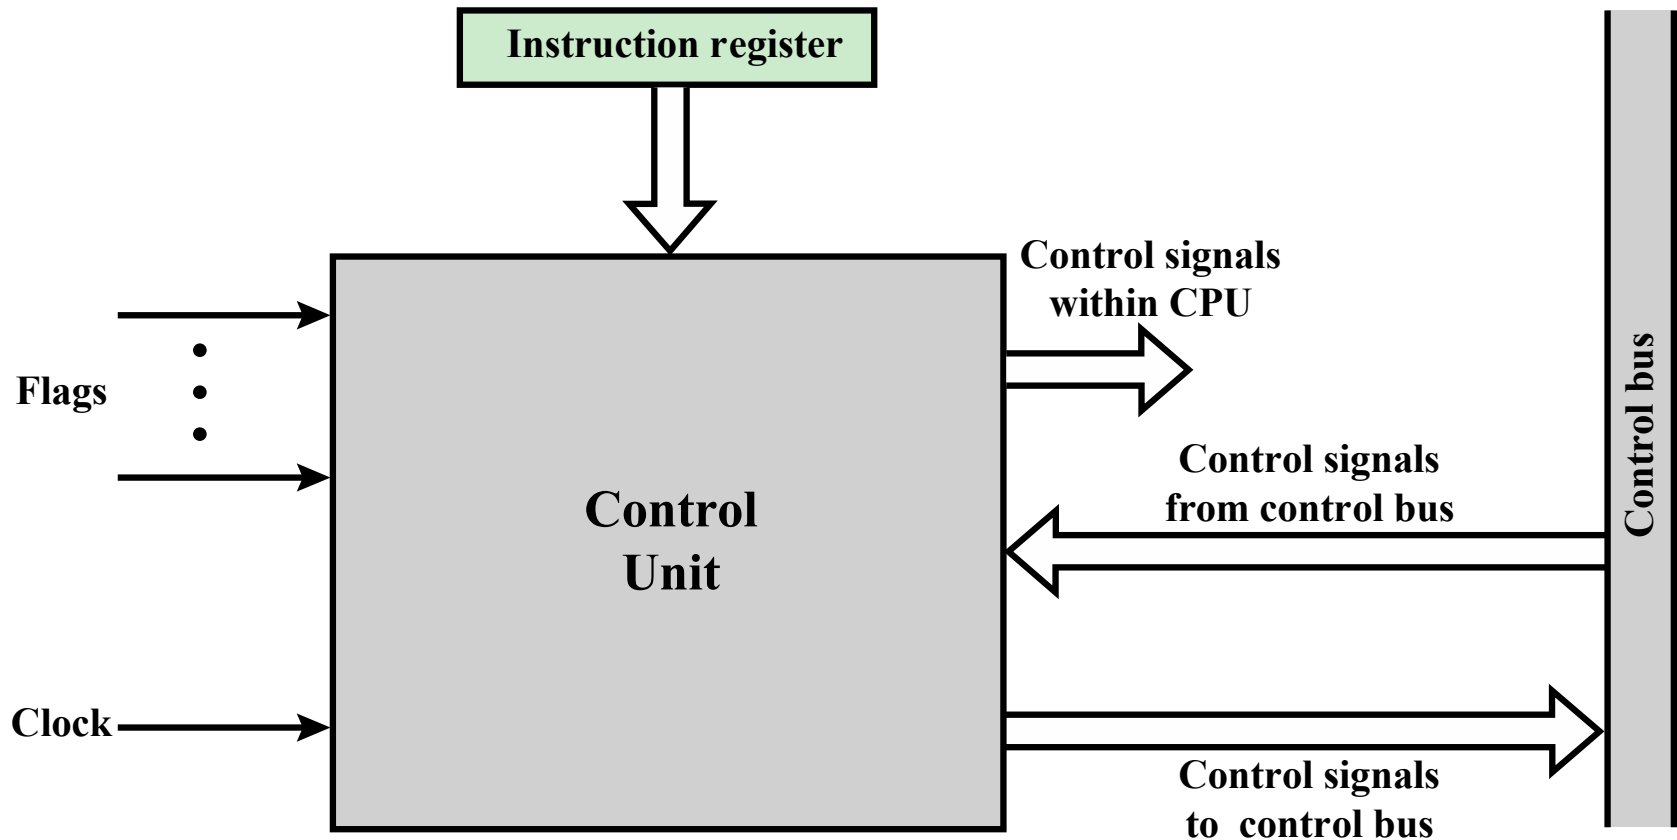 Instruction register
Control signals
within CPU
Flags
Control bus
Control signals
from control bus
Control
Unit
Clock
Control signals
to control bus